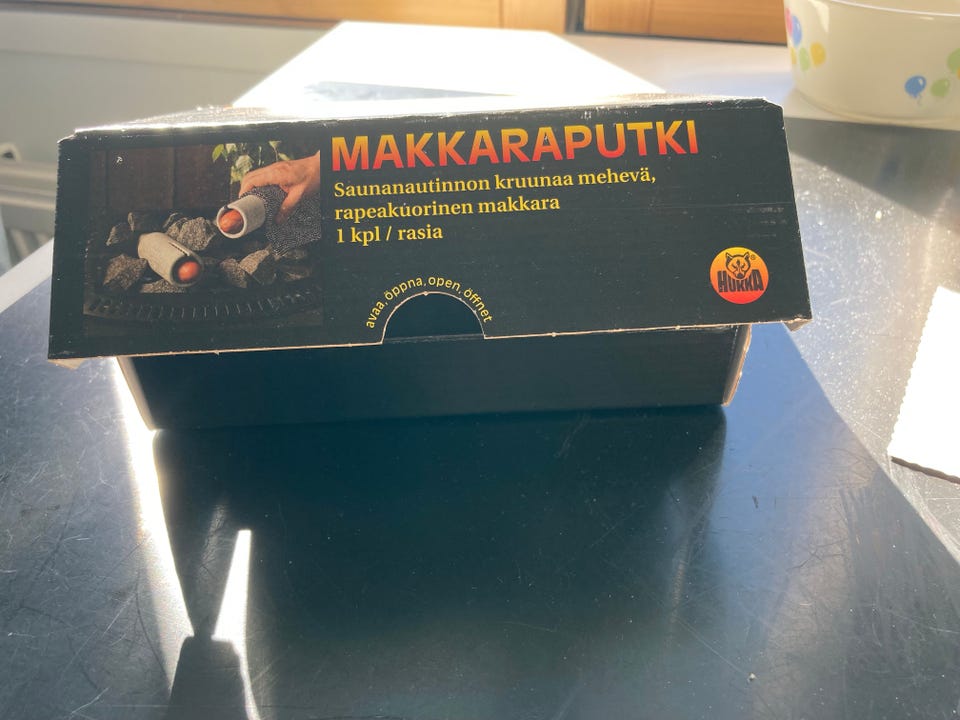 MAKKARAPUTKI
Saunanautinnon kruunaa mehevä,
rapeakuorinen makkara
1 kpl / rasia
avaa, öppna, open, öffnet
HUKKA®